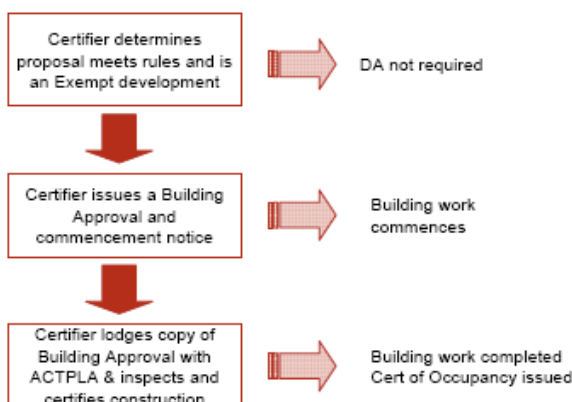 Certifier determines
proposal meets rules and is
an Exempt development
DA not required
Certifier issues a Building
Approval and
commencement notice
Building work
commences
Certifier lodges copy of
Building Approval with
ACTPLA & inspects and
certifies construction
Building work completed
Cert of Occupancy issued